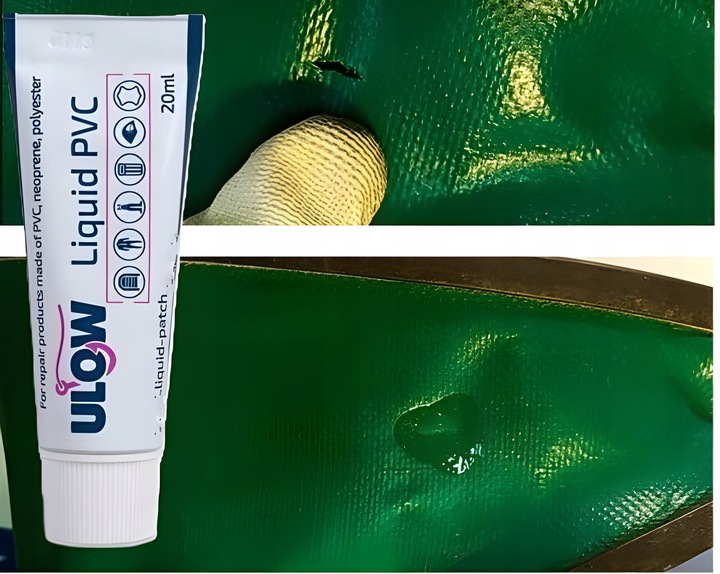 For repair products made of PVC, neoprene, polyester
ULOW Liquid PVC
20ml
liquid-patch